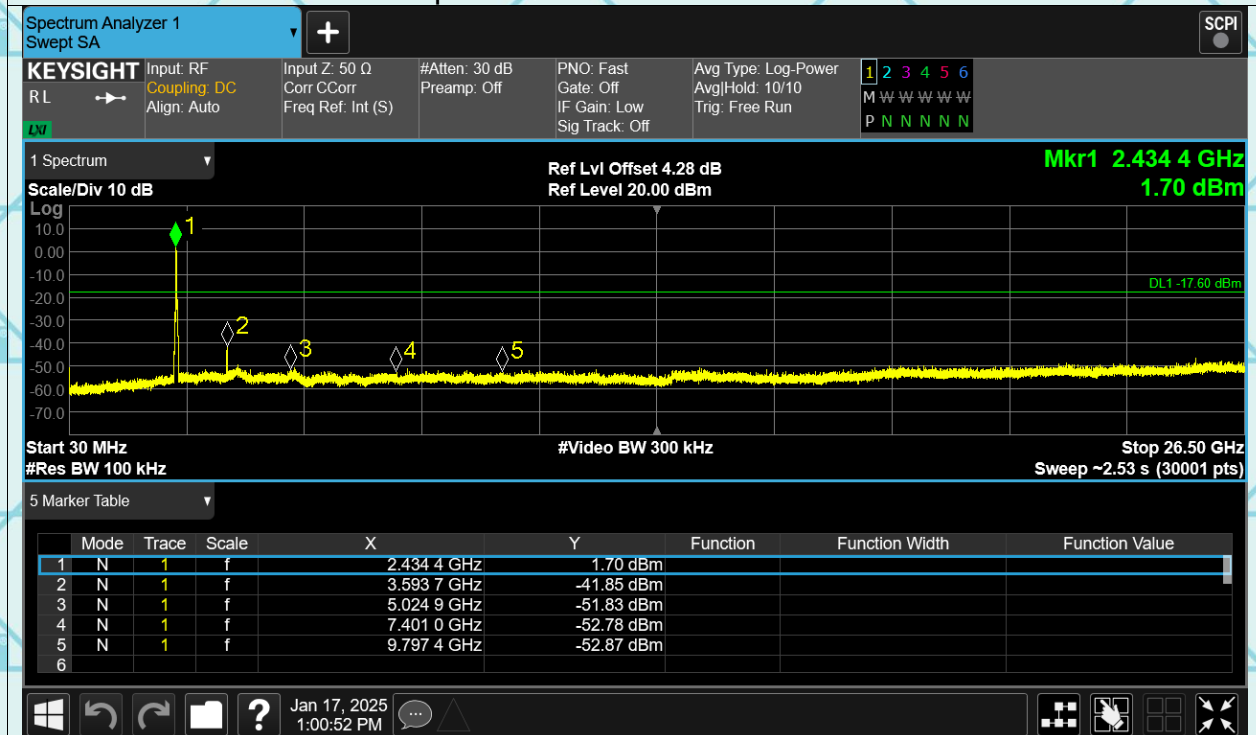 Spectrum Analyzer 1
Swept SA
+
SCPI
KEYSIGHT Input: RF Input Z: 50 Ω #Atten: 30 dB PNO: Fast Avg Type: Log-Power 1 2 3 4 5 6
RL Coupling: DC Corr CCorr Preamp: Off Gate: Off Avg|Hold: 10/10 M W W W W W
Align: Auto Freq Ref: Int (S) IF Gain: Low Trig: Free Run
LXI Sig Track: Off P N N N N N
1 Spectrum
Ref Lvl Offset 4.28 dB Mkr1 2.434 4 GHz
Scale/Div 10 dB Ref Level 20.00 dBm 1.70 dBm
Log
1
10.0
0.00
-10.0
DL1 -17.60 dBm
-20.0
-30.0
2
-40.0
3 4 5
-50.0
-60.0
-70.0
Start 30 MHz #Video BW 300 kHz Stop 26.50 GHz
#Res BW 100 kHz Sweep ~2.53 s (30001 pts)
5 Marker Table
Mode Trace Scale X Y Function Function Width Function Value
1 N 1 f 2.434 4 GHz 1.70 dBm
2 N 1 f 3.593 7 GHz -41.85 dBm
3 N 1 f 5.024 9 GHz -51.83 dBm
4 N 1 f 7.401 0 GHz -52.78 dBm
5 N 1 f 9.797 4 GHz -52.87 dBm
6
? Jan 17, 2025
1:00:52 PM